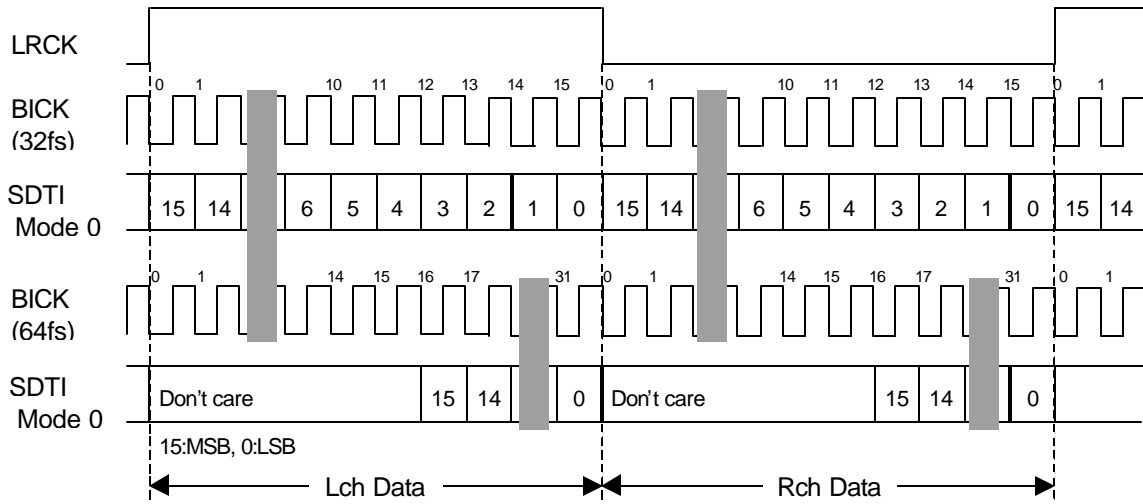 LRCK
0 1 10 11 12 13 14 15 0 1 10 11 12 13 14 15 0 1
BICK
(32fs)
SDTI
Mode 0
15 14 6 5 4 3 2 1 0 15 14 6 5 4 3 2 1 0 15 14
0 1 14 15 16 17 31 0 1 14 15 16 17 31 0 1
BICK
(64fs)
SDTI
Mode 0
Don't care 15 14 0 Don't care 15 14 0
15:MSB, 0:LSB
Lch Data Rch Data